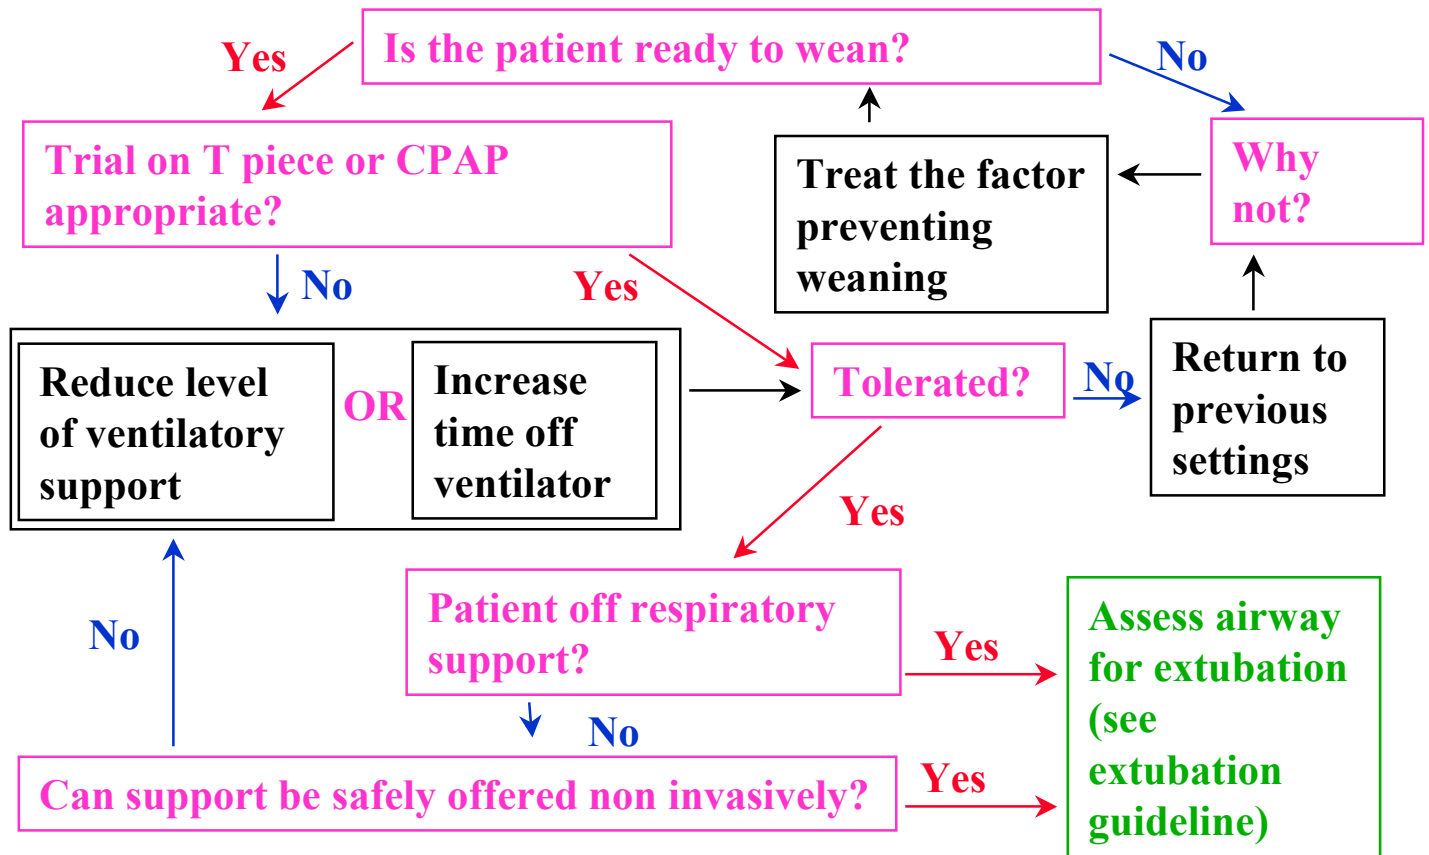 Is the patient ready to wean?
Yes
No
Trial on T piece or CPAP
appropriate?
Treat the factor
preventing
weaning
Why
not?
No
Yes
Reduce level
of ventilatory
support
OR
Increase
time off
ventilator
Tolerated?
No
Return to
previous
settings
Yes
No
Patient off respiratory
support?
Yes
Assess airway
for extubation
(see
extubation
guideline)
No
Can support be safely offered non invasively?
Yes